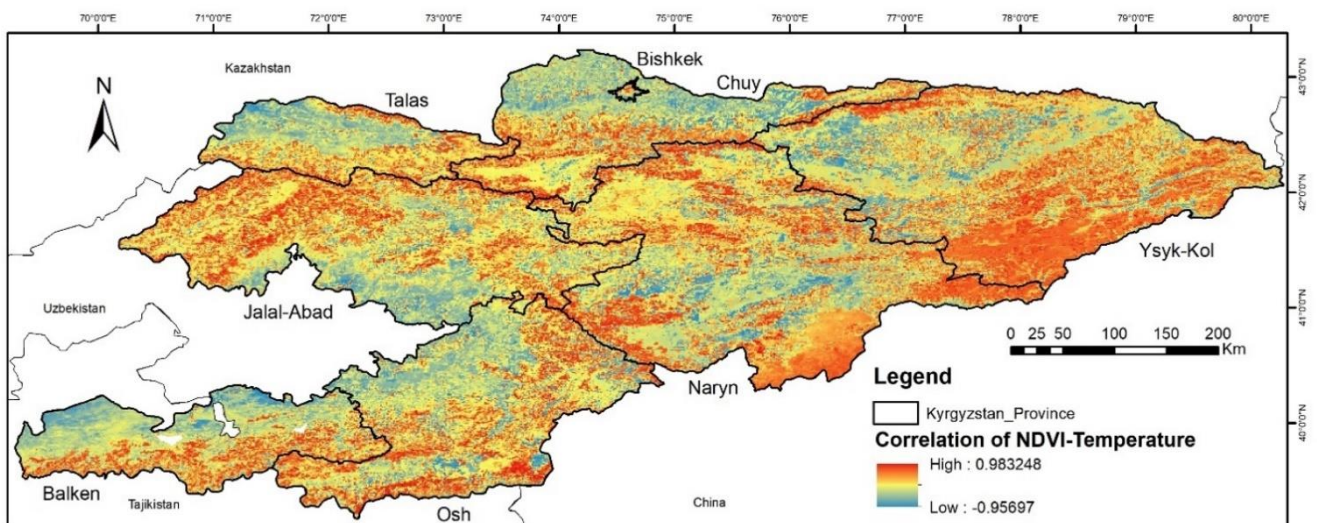 70°0'0"E 71°0'0"E 72°0'0"E 73°0'0"E 74°0'0"E 75°0'0"E 76°0'0"E 77°0'0"E 78°0'0"E 79°0'0"E 80°0'0"E
Kazakhstan
Bishkek
Chuy
N
Talas
43°0'0"N
42°0'0"N
Ysyk-Kol
Uzbekistan
Jalal-Abad
41°0'0"N
0 25 50 100 150 200
Km
Naryn
Legend
Kyrgyzstan_Province
40°0'0"N
Correlation of NDVI-Temperature
High : 0.983248
Low : -0.95697
Balken
Tajikistan
Osh
China